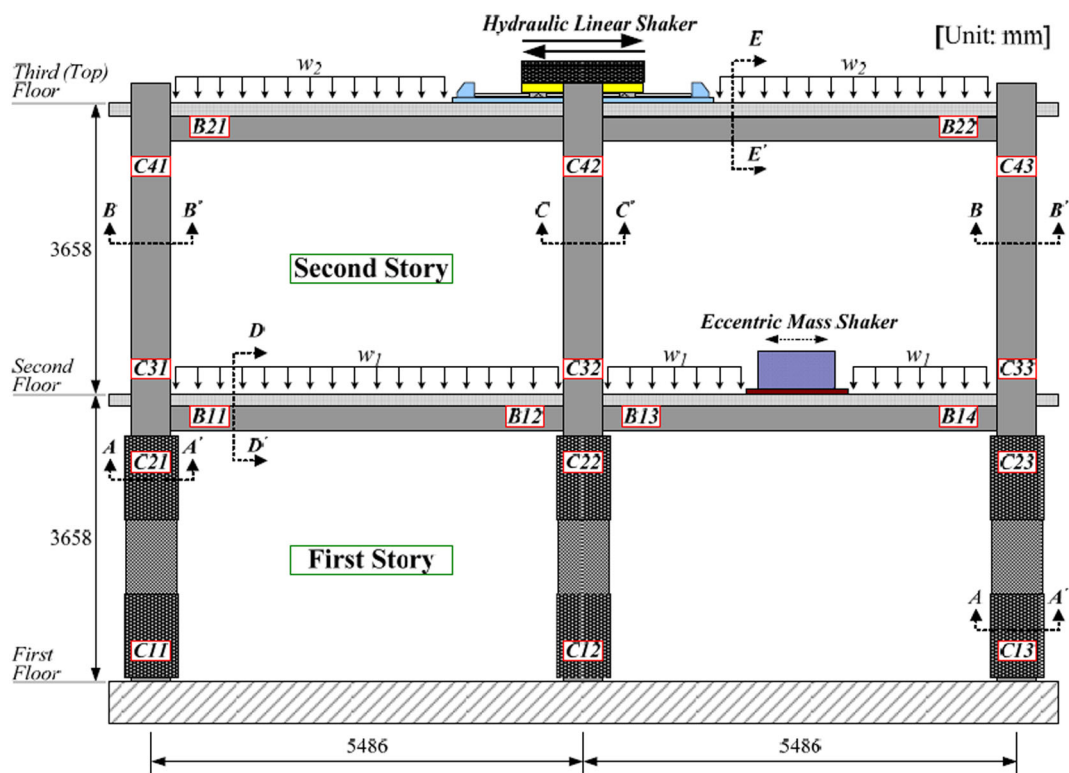 Hydraulic Linear Shaker
[Unit: mm]
Third (Top)
Floor
w2
E
w2
B21
B22
E'
C41
C42
C43
B
B'
C
C'
B
B'
3658
Second Story
Eccentric Mass Shaker
D
Second
Floor
C31
w1
C32
w1
w1
C33
B11
B12
B13
B14
D'
A
A'
C21
C22
C23
3658
First Story
A
A'
First
Floor
C11
C12
C13
5486
5486